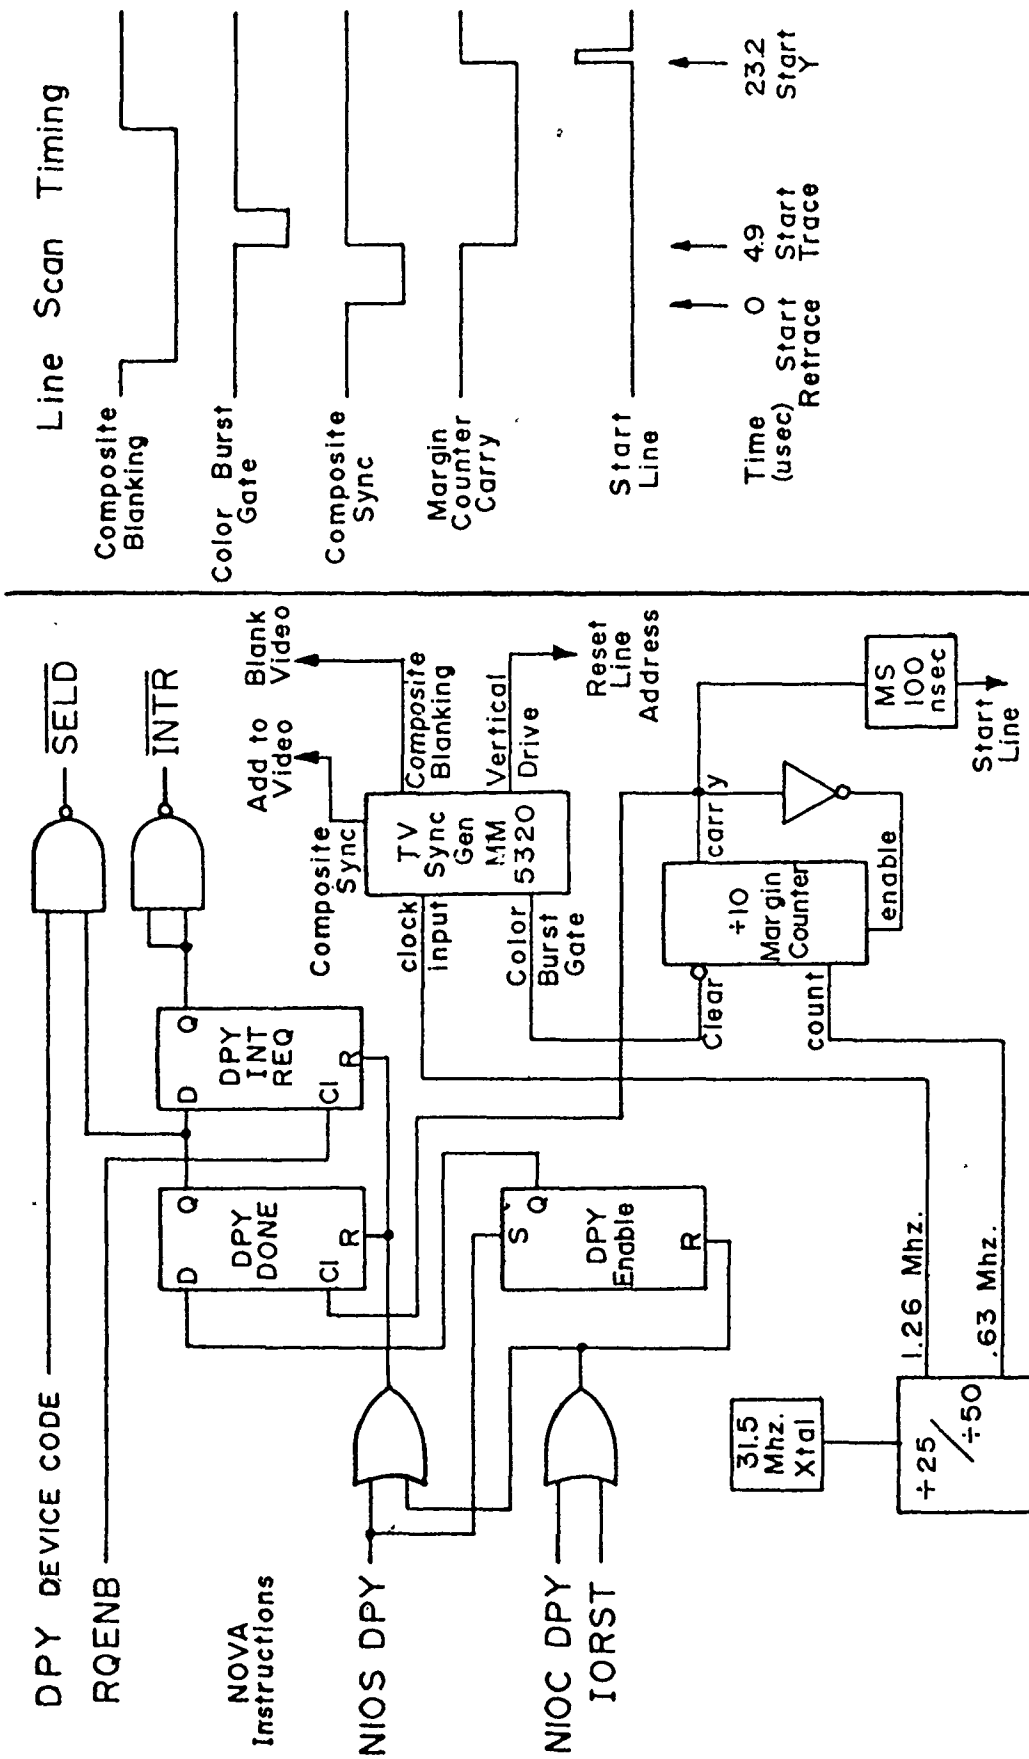 DPY DEVICE CODE
RQENB
NOVA
Instructions
NIOS DPY
NIOC DPY
IORST
SELD
INTR
D
Q
DPY
DONE
Cl
R
D
Q
DPY
INT
REQ
Cl
R
S
Q
DPY
Enable
R
31.5
Mhz.
Xtal
÷25
÷50
1.26 Mhz.
.63 Mhz.
Composite
Sync
Add to
Video
Blank
Video
clock
input
TV
Sync
Gen
MM
5320
Composite
Blanking
Color
Burst
Gate
Vertical
Drive
Reset
Line
Address
Clear
count
÷10
Margin
Counter
carry
enable
MS
100
nsec
Start
Line
Line Scan Timing
Composite
Blanking
Color Burst
Gate
Composite
Sync
Margin
Counter
Carry
Start
Line
Time
(usec)
0
Start
Retrace
4.9
Start
Trace
23.2
Start
Y